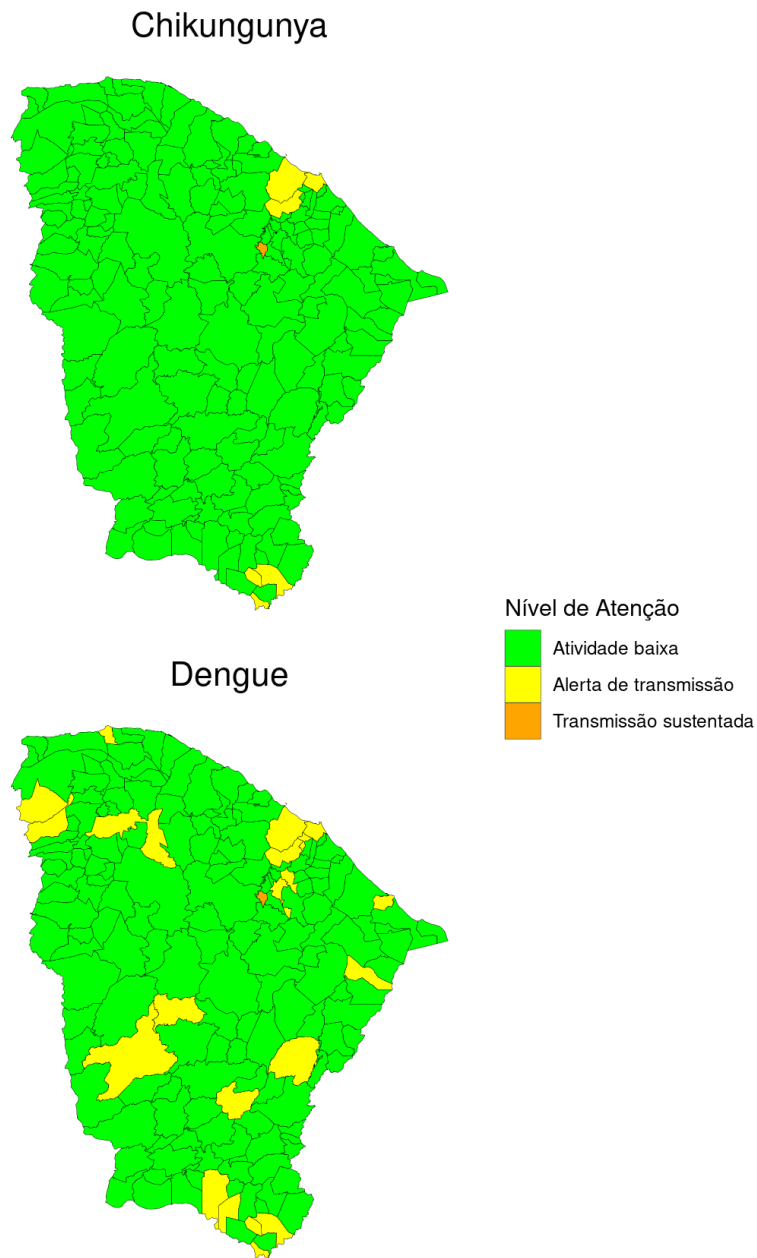 Chikungunya
Nível de Atenção
Atividade baixa
Alerta de transmissão
Transmissão sustentada
Dengue